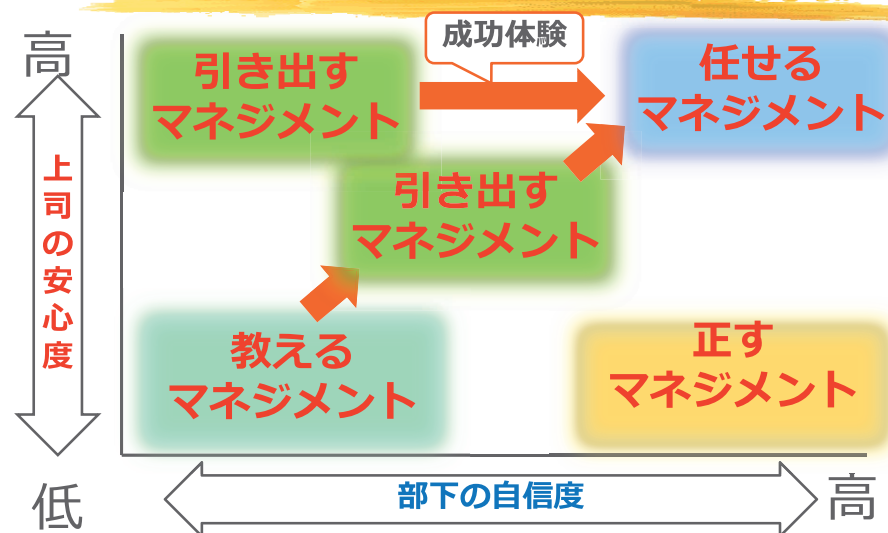 成功体験
高
引き出す
マネジメント
任せる
マネジメント
引き出す
マネジメント
上司の安心度
教える
マネジメント
正す
マネジメント
低
部下の自信度
高